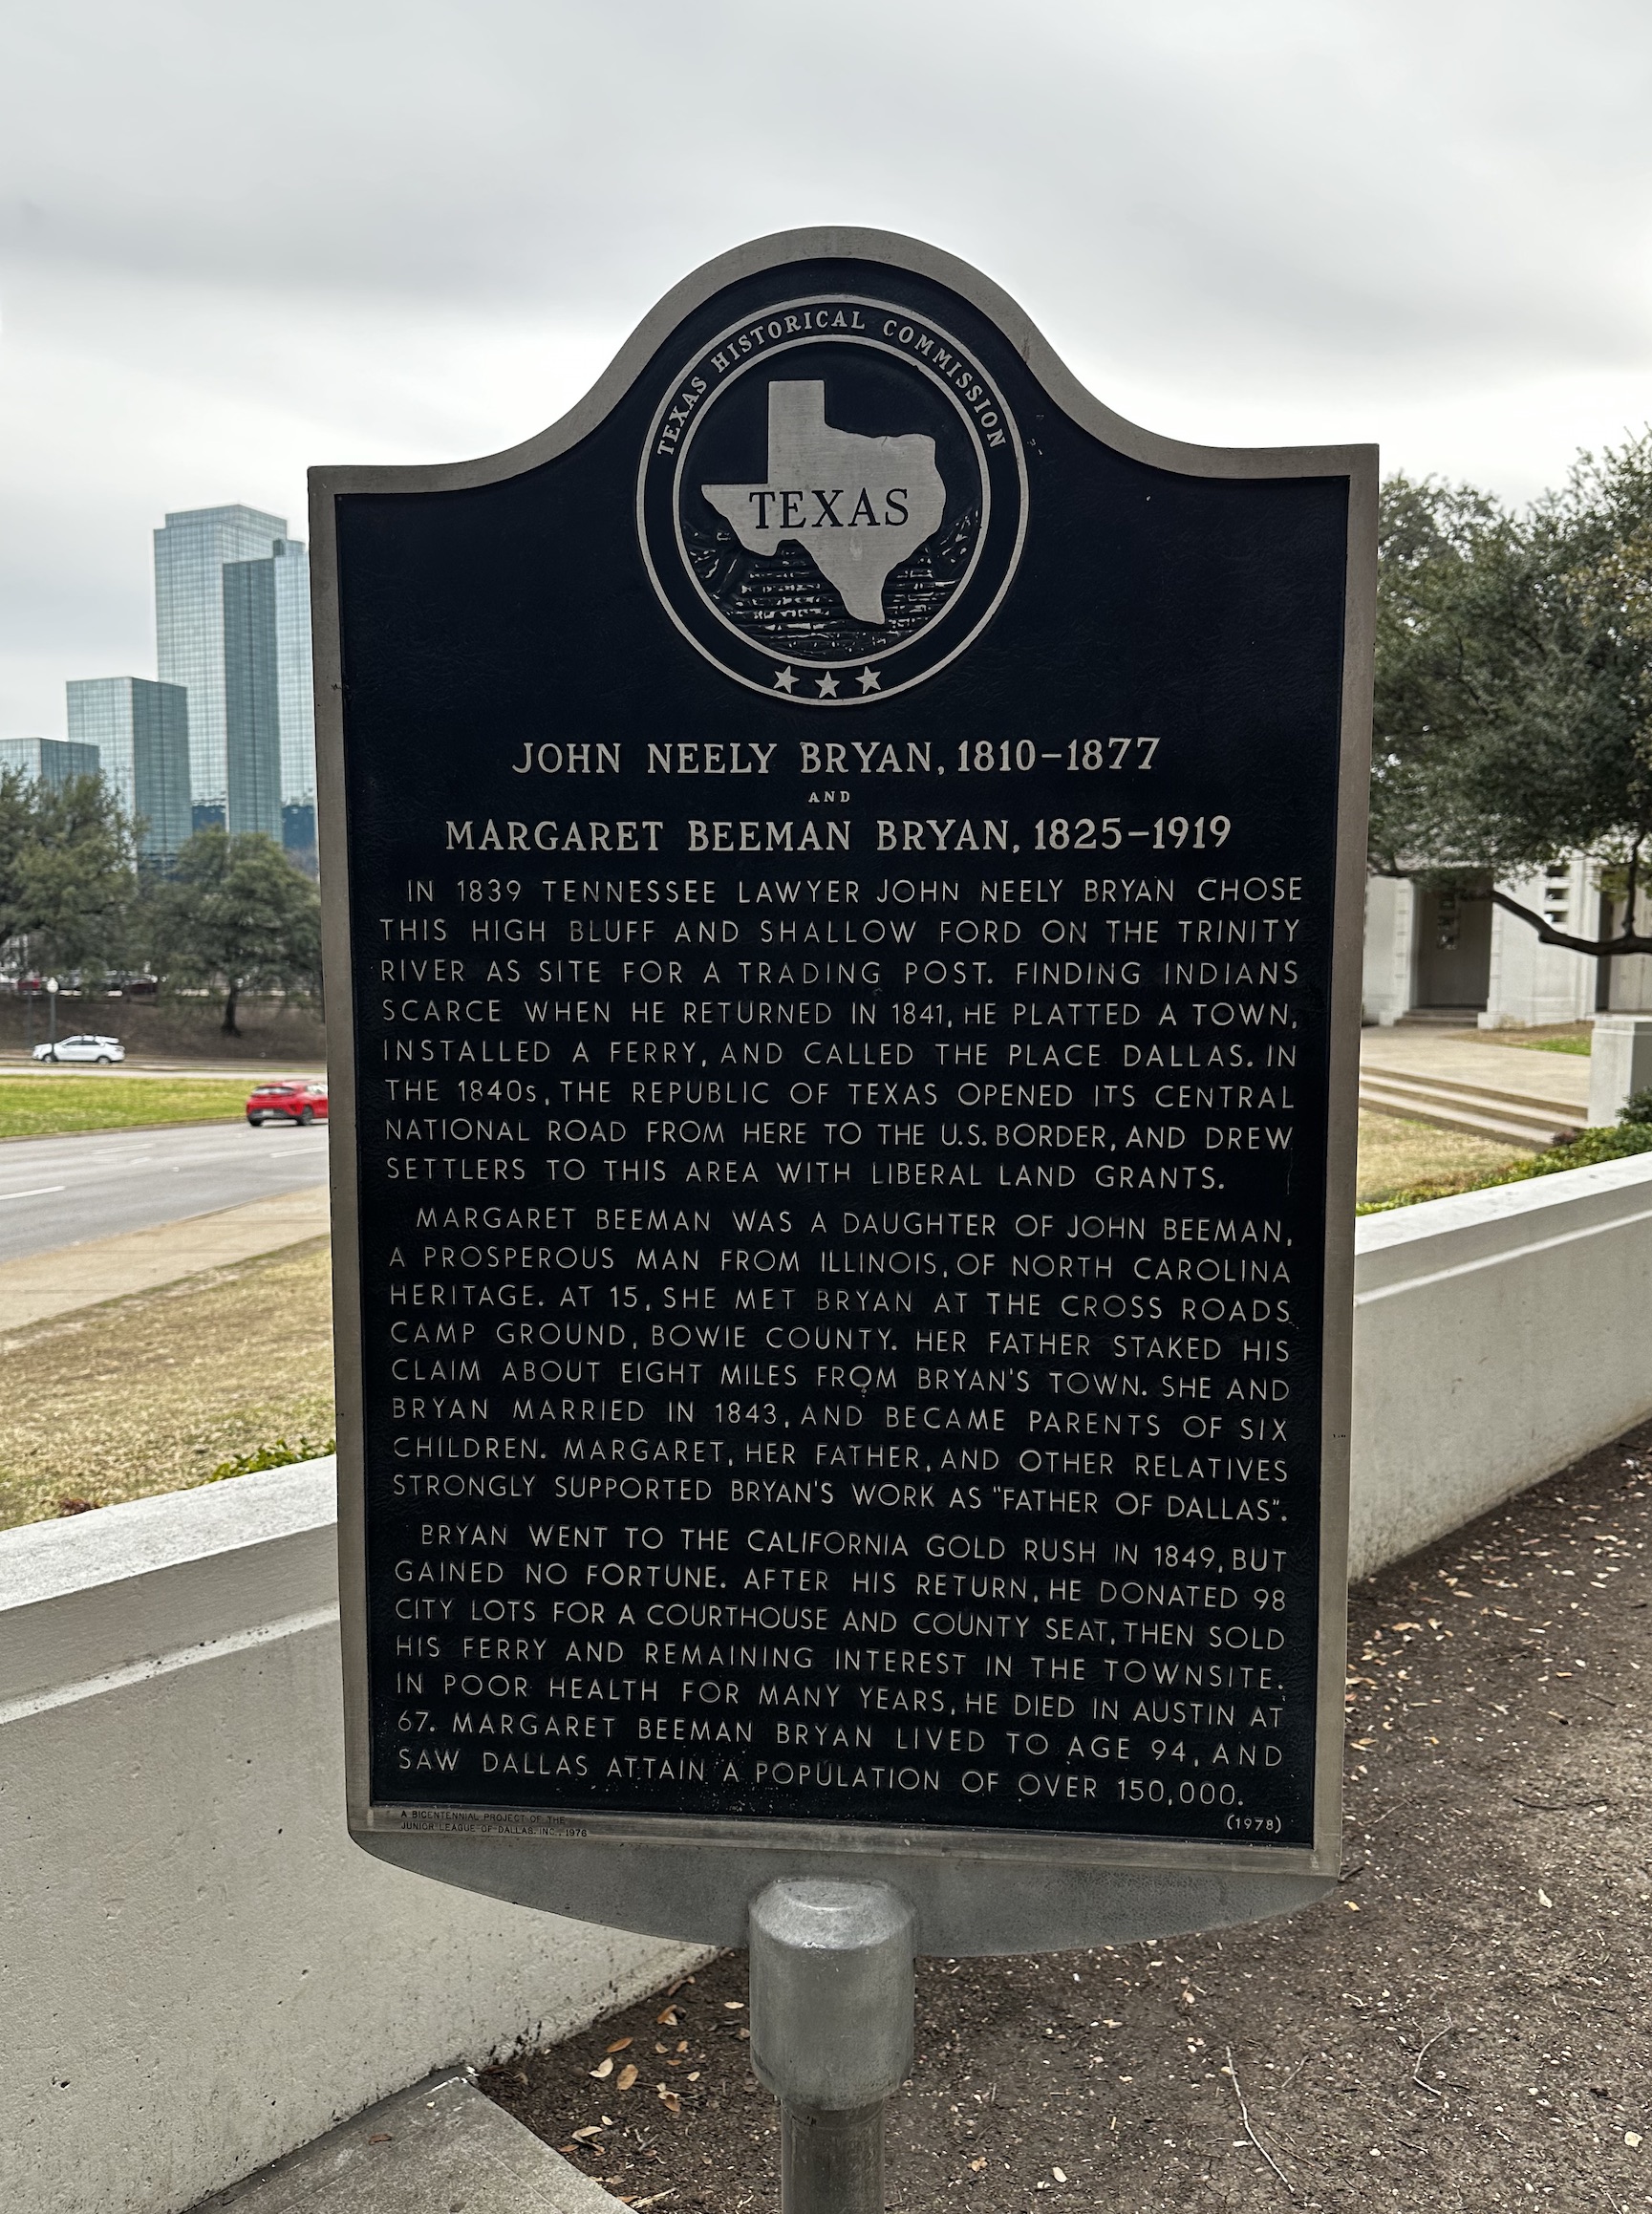 TEXAS HISTORICAL COMMISSION
TEXAS
JOHN NEELY BRYAN, 1810–1877
AND
MARGARET BEEMAN BRYAN, 1825–1919
IN 1839 TENNESSEE LAWYER JOHN NEELY BRYAN CHOSE
THIS HIGH BLUFF AND SHALLOW FORD ON THE TRINITY
RIVER AS SITE FOR A TRADING POST. FINDING INDIANS
SCARCE WHEN HE RETURNED IN 1841, HE PLATTED A TOWN,
INSTALLED A FERRY, AND CALLED THE PLACE DALLAS. IN
THE 1840s, THE REPUBLIC OF TEXAS OPENED ITS CENTRAL
NATIONAL ROAD FROM HERE TO THE U.S. BORDER, AND DREW
SETTLERS TO THIS AREA WITH LIBERAL LAND GRANTS.
MARGARET BEEMAN WAS A DAUGHTER OF JOHN BEEMAN,
A PROSPEROUS MAN FROM ILLINOIS, OF NORTH CAROLINA
HERITAGE. AT 15, SHE MET BRYAN AT THE CROSS ROADS
CAMP GROUND, BOWIE COUNTY. HER FATHER STAKED HIS
CLAIM ABOUT EIGHT MILES FROM BRYAN'S TOWN. SHE AND
BRYAN MARRIED IN 1843, AND BECAME PARENTS OF SIX
CHILDREN. MARGARET, HER FATHER, AND OTHER RELATIVES
STRONGLY SUPPORTED BRYAN'S WORK AS "FATHER OF DALLAS".
BRYAN WENT TO THE CALIFORNIA GOLD RUSH IN 1849, BUT
GAINED NO FORTUNE. AFTER HIS RETURN, HE DONATED 98
CITY LOTS FOR A COURTHOUSE AND COUNTY SEAT, THEN SOLD
HIS FERRY AND REMAINING INTEREST IN THE TOWNSITE.
IN POOR HEALTH FOR MANY YEARS, HE DIED IN AUSTIN AT
67. MARGARET BEEMAN BRYAN LIVED TO AGE 94, AND
SAW DALLAS ATTAIN A POPULATION OF OVER 150,000.
(1978)
A BICENTENNIAL PROJECT OF THE
JUNIOR LEAGUE OF DALLAS, INC., 1976